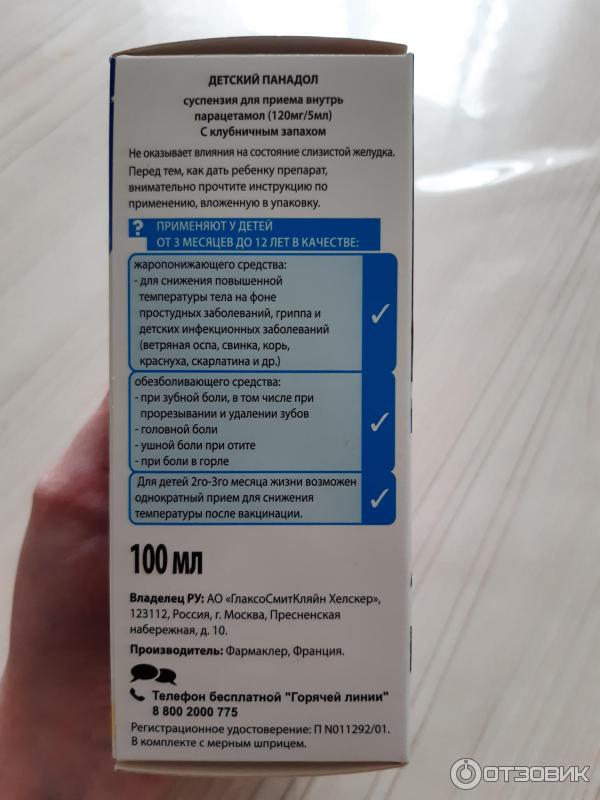 ДЕТСКИЙ ПАНАДОЛ
суспензия для приема внутрь
парацетамол (120мг/5мл)
С клубничным запахом
Не оказывает влияния на состояние слизистой желудка.
Перед тем, как дать ребенку препарат,
внимательно прочтите инструкцию по
применению, вложенную в упаковку.
? ПРИМЕНЯЮТ У ДЕТЕЙ
ОТ 3 МЕСЯЦЕВ ДО 12 ЛЕТ В КАЧЕСТВЕ:
жаропонижающего средства:
- для снижения повышенной
температуры тела на фоне
простудных заболеваний, гриппа и
детских инфекционных заболеваний
(ветряная оспа, свинка, корь,
краснуха, скарлатина и др.)
обезболивающего средства:
- при зубной боли, в том числе при
прорезывании и удалении зубов
- головной боли
- ушной боли при отите
- при боли в горле
Для детей 2го-3го месяца жизни возможен
однократный прием для снижения
температуры после вакцинации.
100 мл
Владелец РУ: АО «ГлаксоСмитКляйн Хелскер»,
123112, Россия, г. Москва, Пресненская
набережная, д. 10.
Производитель: Фармаклер, Франция.
Телефон бесплатной "Горячей линии"
8 800 2000 775
Регистрационное удостоверение: П N011292/01.
В комплекте с мерным шприцем.
ОТЗОВИК